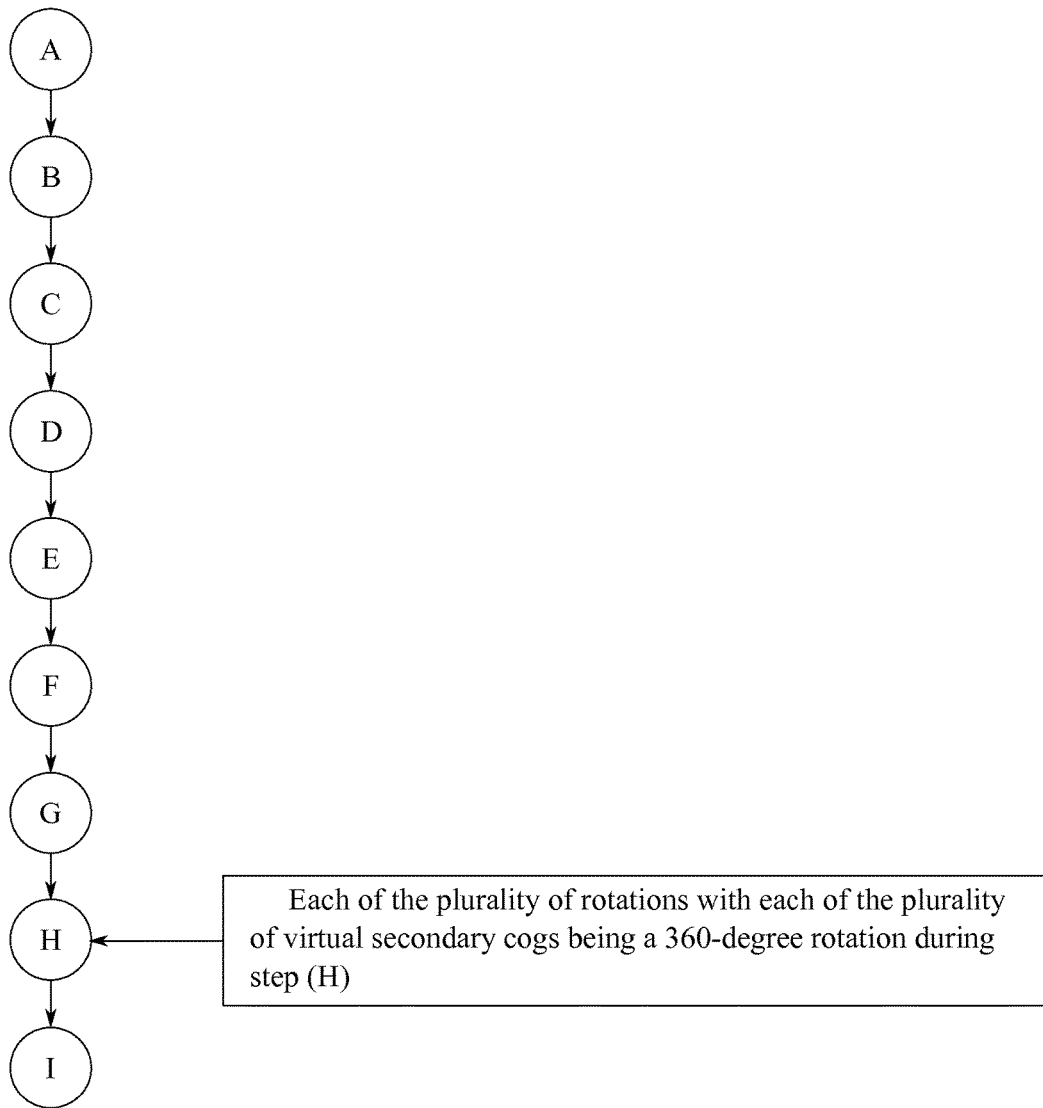 A
B
C
D
E
F
G
H
Each of the plurality of rotations with each of the plurality
of virtual secondary cogs being a 360-degree rotation during
step (H)
I